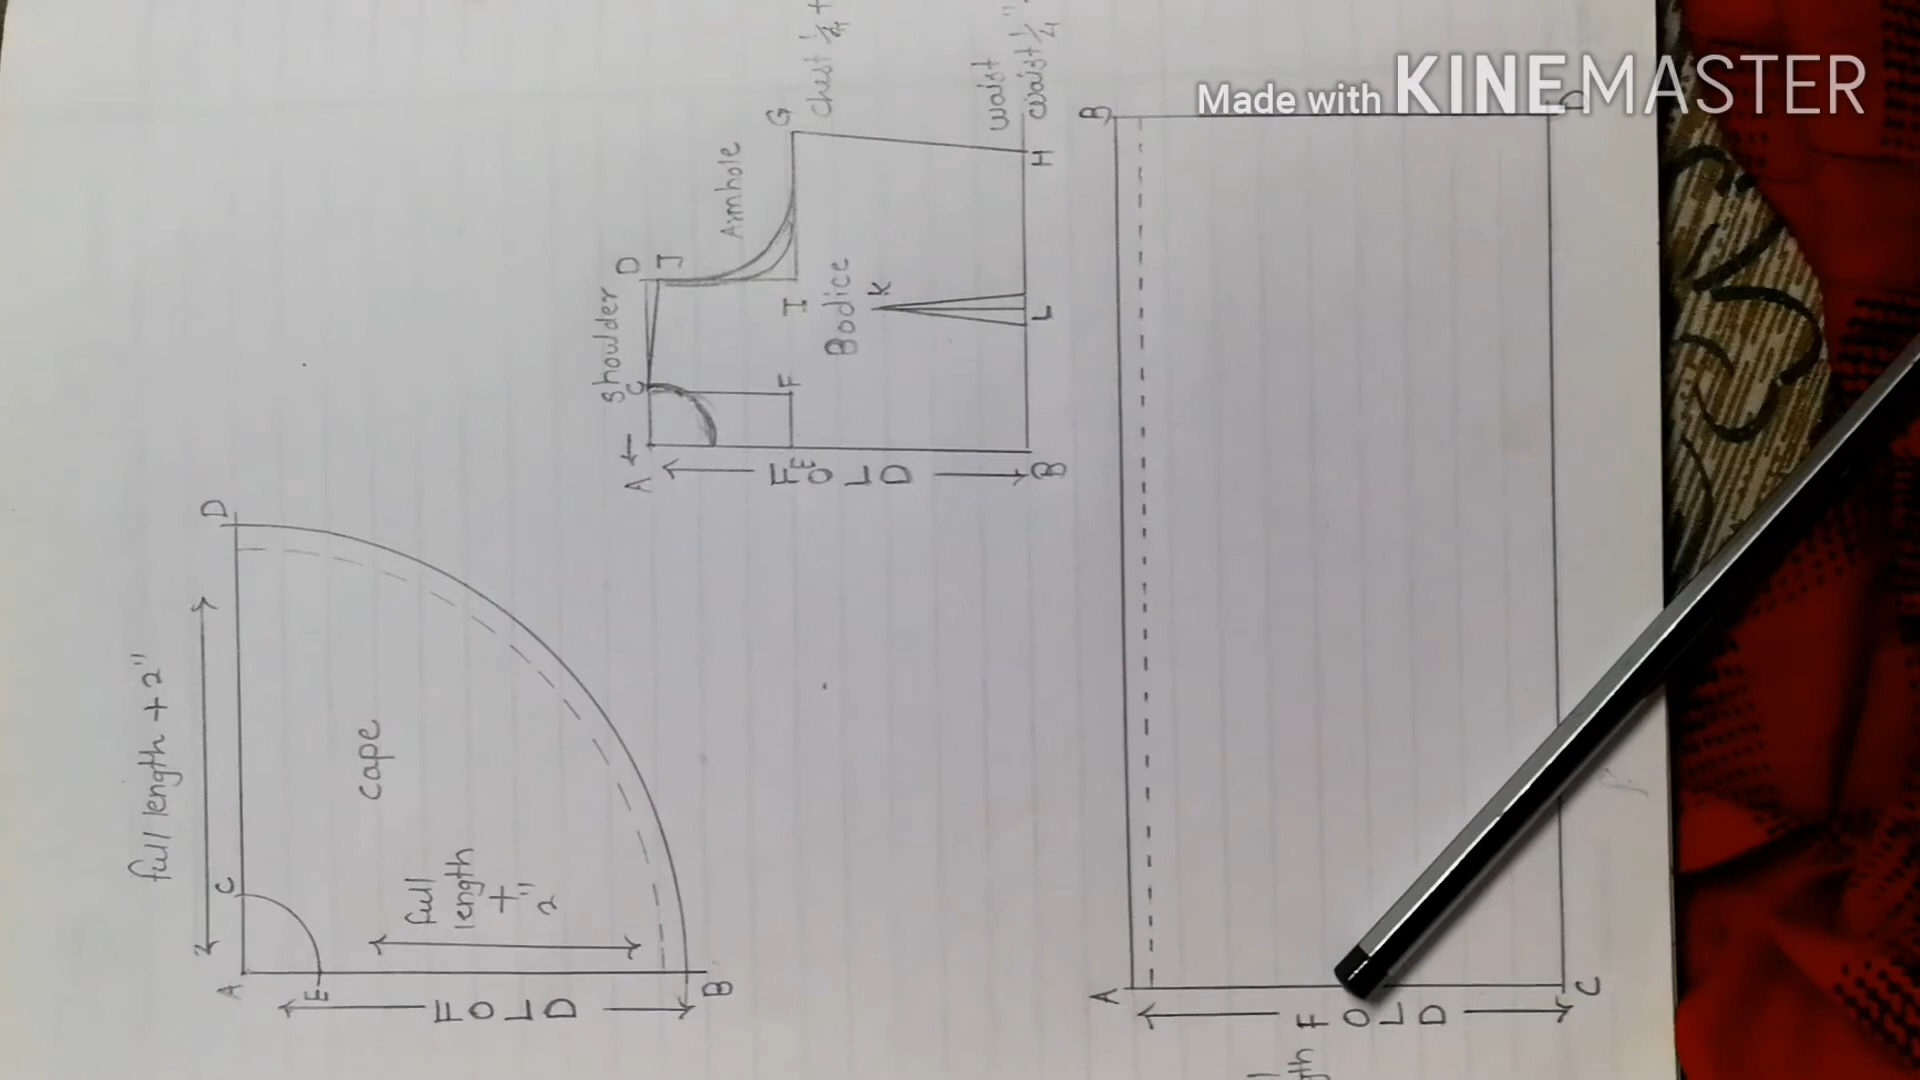 Made with KINEMASTER
full length + 2"
D
C
A
E
B
cape
full
length
+
2"
FOLD
Shoulder
D
J
C
A
Armhole
G
chest 1/4 +
I
F
E
Bodice
K
L
H
B
waist
waist 1/4"
FOLD
B
D
A
C
FOLD